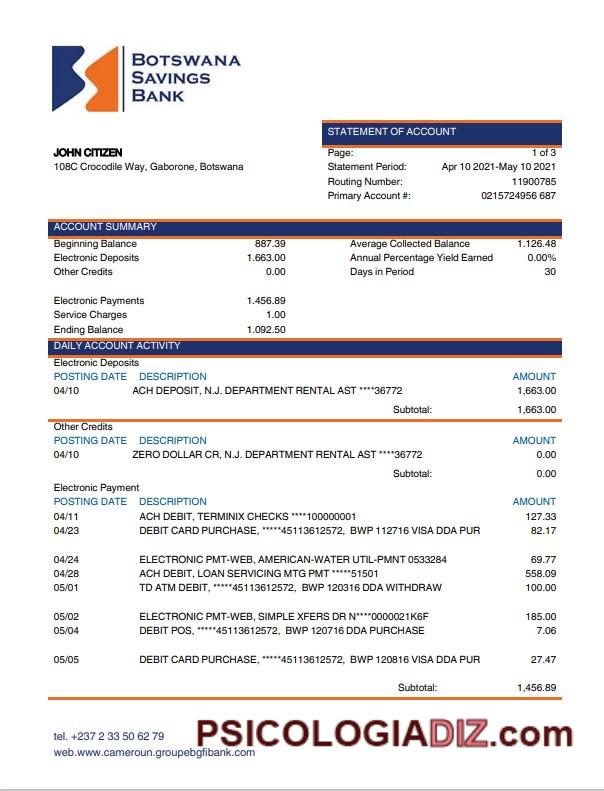 BOTSWANA
SAVINGS
BANK
STATEMENT OF ACCOUNT
JOHN CITIZEN
108C Crocodile Way, Gaborone, Botswana
Page: 1 of 3
Statement Period: Apr 10 2021-May 10 2021
Routing Number: 11900785
Primary Account #: 0215724956 687
ACCOUNT SUMMARY
Beginning Balance 887.39 Average Collected Balance 1.126.48
Electronic Deposits 1.663.00 Annual Percentage Yield Earned 0.00%
Other Credits 0.00 Days in Period 30
Electronic Payments 1.456.89
Service Charges 1.00
Ending Balance 1.092.50
DAILY ACCOUNT ACTIVITY
Electronic Deposits
POSTING DATE DESCRIPTION AMOUNT
04/10 ACH DEPOSIT, N.J. DEPARTMENT RENTAL AST ****36772 1,663.00
Subtotal: 1,663.00
Other Credits
POSTING DATE DESCRIPTION AMOUNT
04/10 ZERO DOLLAR CR, N.J. DEPARTMENT RENTAL AST ****36772 0.00
Subtotal: 0.00
Electronic Payment
POSTING DATE DESCRIPTION AMOUNT
04/11 ACH DEBIT, TERMINIX CHECKS ****100000001 127.33
04/23 DEBIT CARD PURCHASE, *****45113612572, BWP 112716 VISA DDA PUR 82.17
04/24 ELECTRONIC PMT-WEB, AMERICAN-WATER UTIL-PMNT 0533284 69.77
04/28 ACH DEBIT, LOAN SERVICING MTG PMT *****51501 558.09
05/01 TD ATM DEBIT, *****45113612572, BWP 120316 DDA WITHDRAW 100.00
05/02 ELECTRONIC PMT-WEB, SIMPLE XFERS DR N****0000021K6F 185.00
05/04 DEBIT POS, *****45113612572, BWP 120716 DDA PURCHASE 7.06
05/05 DEBIT CARD PURCHASE, *****45113612572, BWP 120816 VISA DDA PUR 27.47
Subtotal: 1,456.89
tel. +237 2 33 50 62 79
web.www.cameroun.groupebgfibank.com
PSICOLOGIADIZ.com